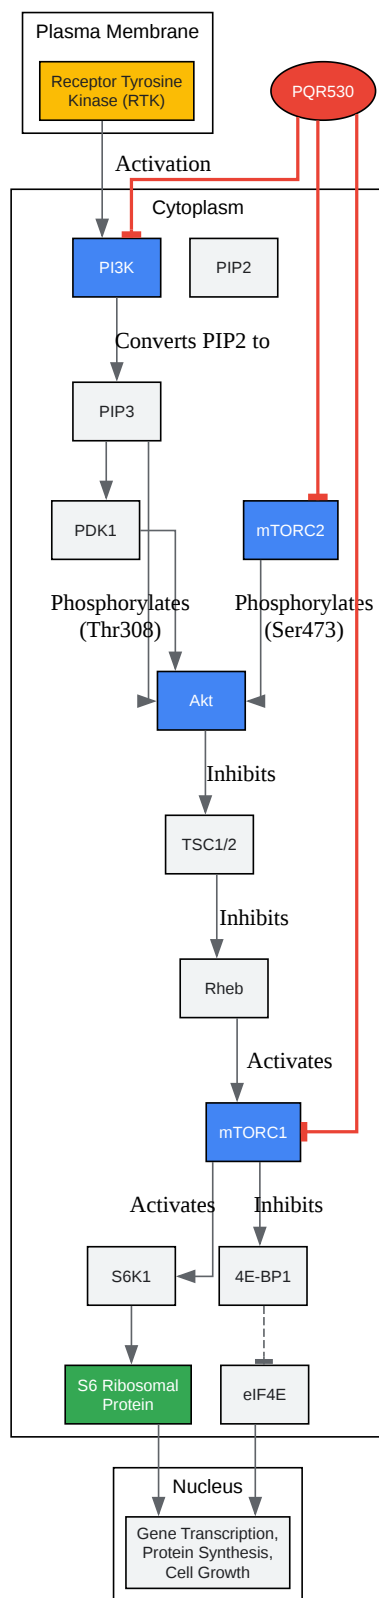 Plasma Membrane
Receptor Tyrosine
Kinase (RTK)
PQR530
Activation
Cytoplasm
PI3K
PIP2
Converts PIP2 to
PIP3
PDK1
mTORC2
Phosphorylates
(Thr308)
Phosphorylates
(Ser473)
Akt
Inhibits
TSC1/2
Inhibits
Rheb
Activates
mTORC1
Activates
Inhibits
S6K1
4E-BP1
S6 Ribosomal
Protein
eIF4E
Nucleus
Gene Transcription,
Protein Synthesis,
Cell Growth